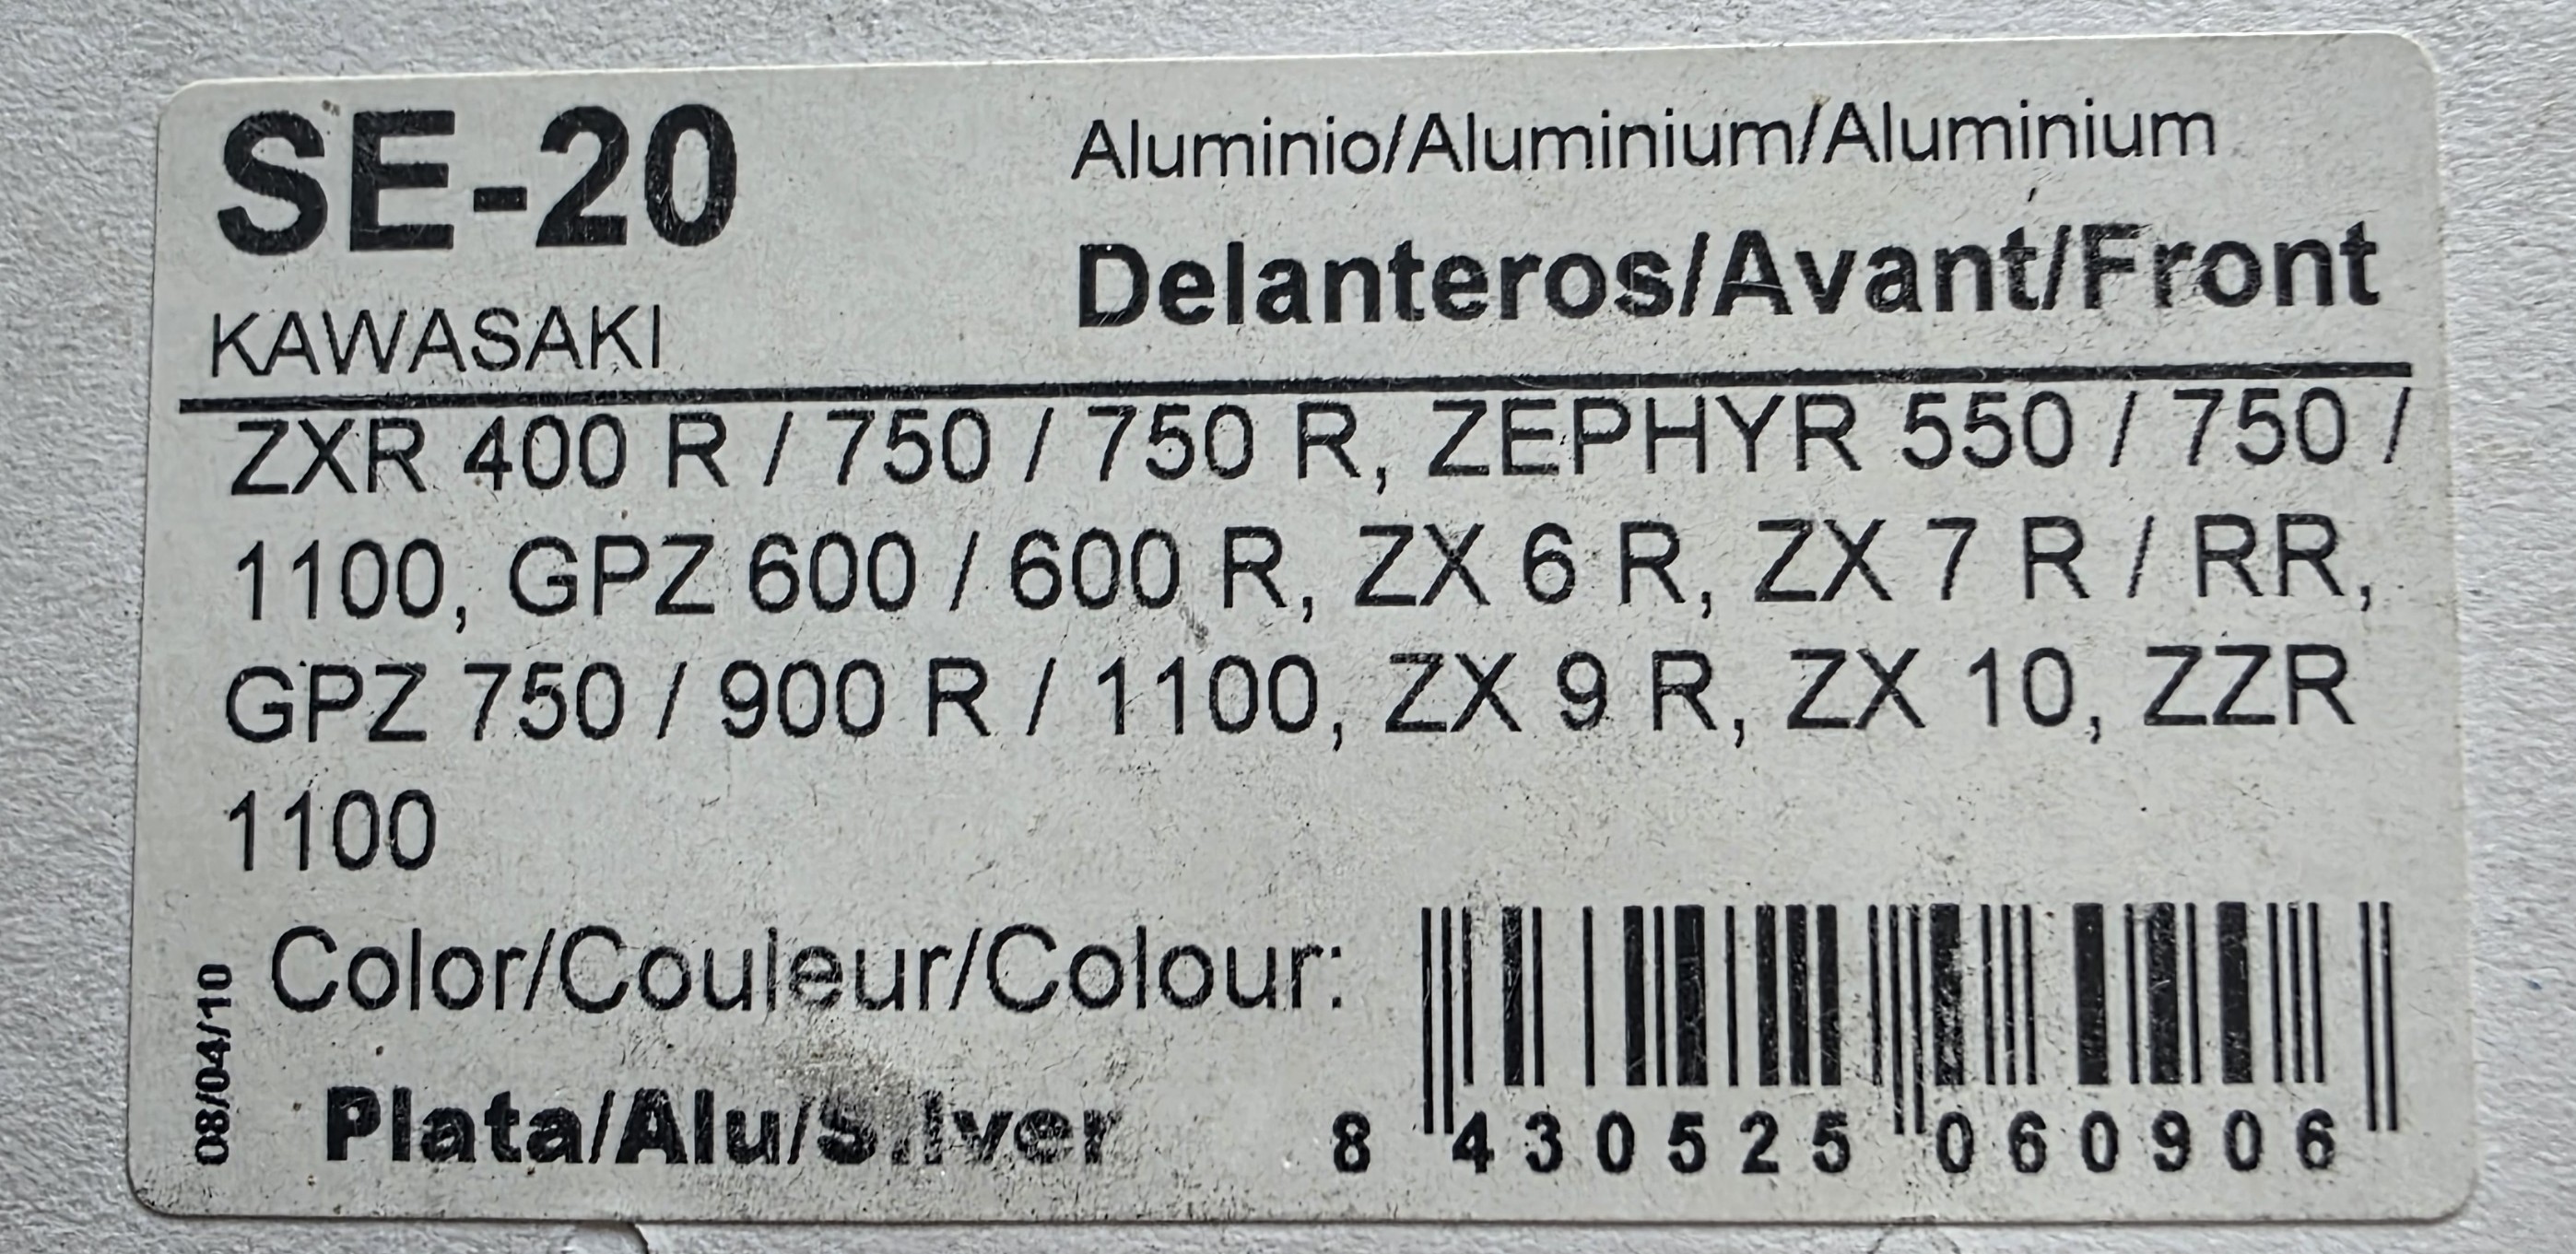 SE-20
Aluminio/Aluminium/Aluminium
Delanteros/Avant/Front
KAWASAKI
ZXR 400 R / 750 / 750 R, ZEPHYR 550 / 750 /
1100, GPZ 600 / 600 R, ZX 6 R, ZX 7 R / RR,
GPZ 750 / 900 R / 1100, ZX 9 R, ZX 10, ZZR
1100
Color/Couleur/Colour:
Plata/Alu/Silver
08/04/10
8 430525 060906